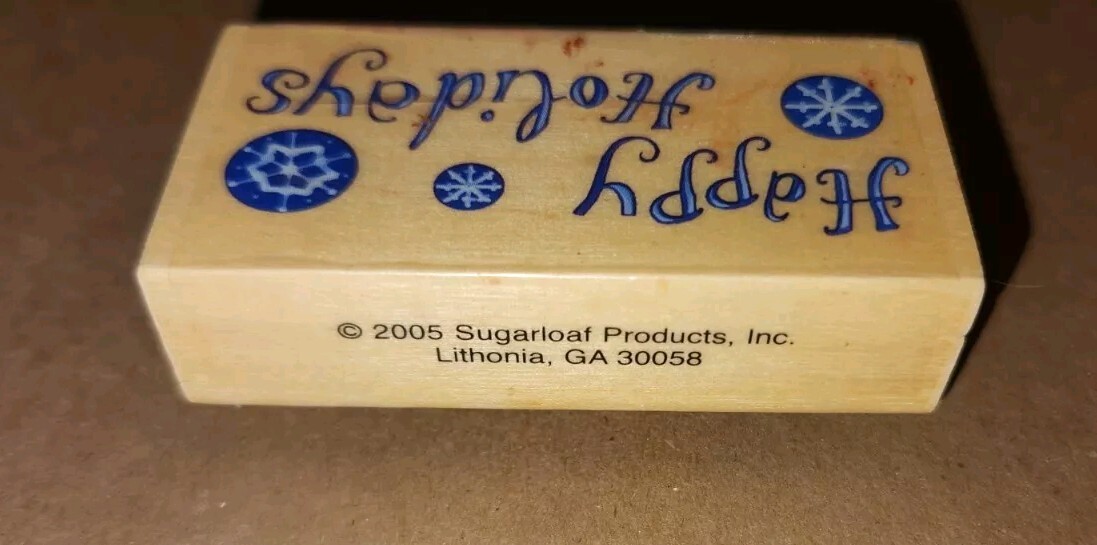 Happy
Holidays
© 2005 Sugarloaf Products, Inc.
Lithonia, GA 30058